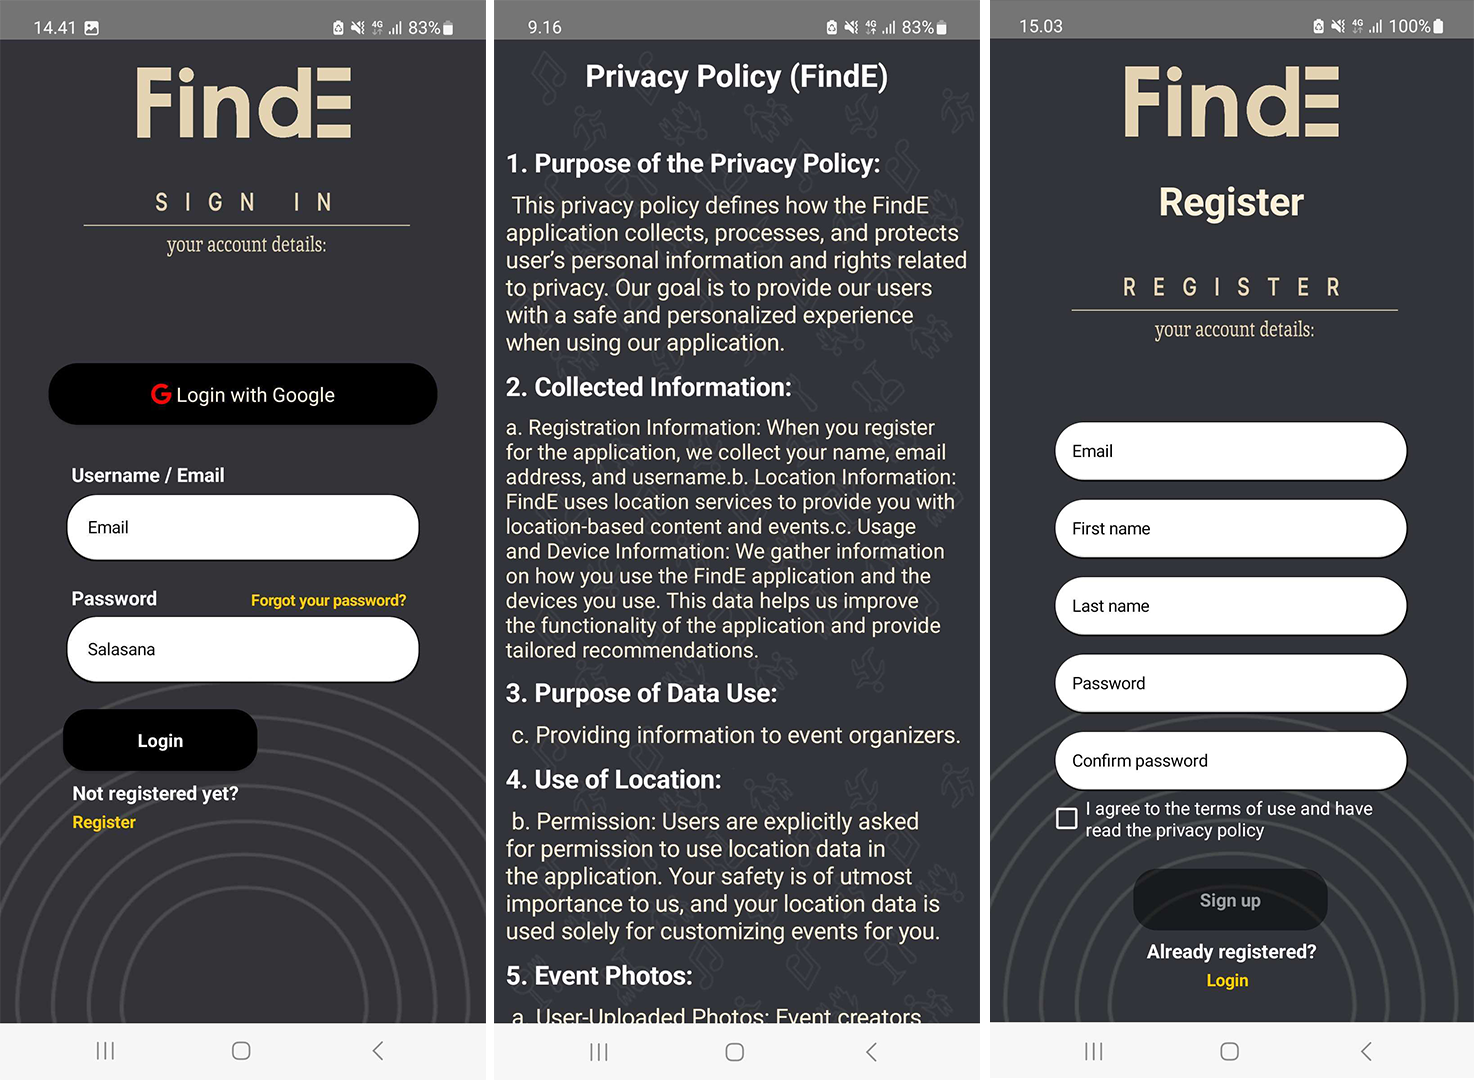 14.41
4G
83%
FindE
SIGN IN
your account details:
G Login with Google
Username / Email
Email
Password
Forgot your password?
Salasana
Login
Not registered yet?
Register
9.16
4G
83%
Privacy Policy (FindE)
1. Purpose of the Privacy Policy:
This privacy policy defines how the FindE
application collects, processes, and protects
user’s personal information and rights related
to privacy. Our goal is to provide our users
with a safe and personalized experience
when using our application.
2. Collected Information:
a. Registration Information: When you register
for the application, we collect your name, email
address, and username.b. Location Information:
FindE uses location services to provide you with
location-based content and events.c. Usage
and Device Information: We gather information
on how you use the FindE application and the
devices you use. This data helps us improve
the functionality of the application and provide
tailored recommendations.
3. Purpose of Data Use:
c. Providing information to event organizers.
4. Use of Location:
b. Permission: Users are explicitly asked
for permission to use location data in
the application. Your safety is of utmost
importance to us, and your location data is
used solely for customizing events for you.
5. Event Photos:
a. User-Uploaded Photos: Event creators
15.03
4G
100%
FindE
Register
REGISTER
your account details:
Email
First name
Last name
Password
Confirm password
I agree to the terms of use and have
read the privacy policy
Sign up
Already registered?
Login